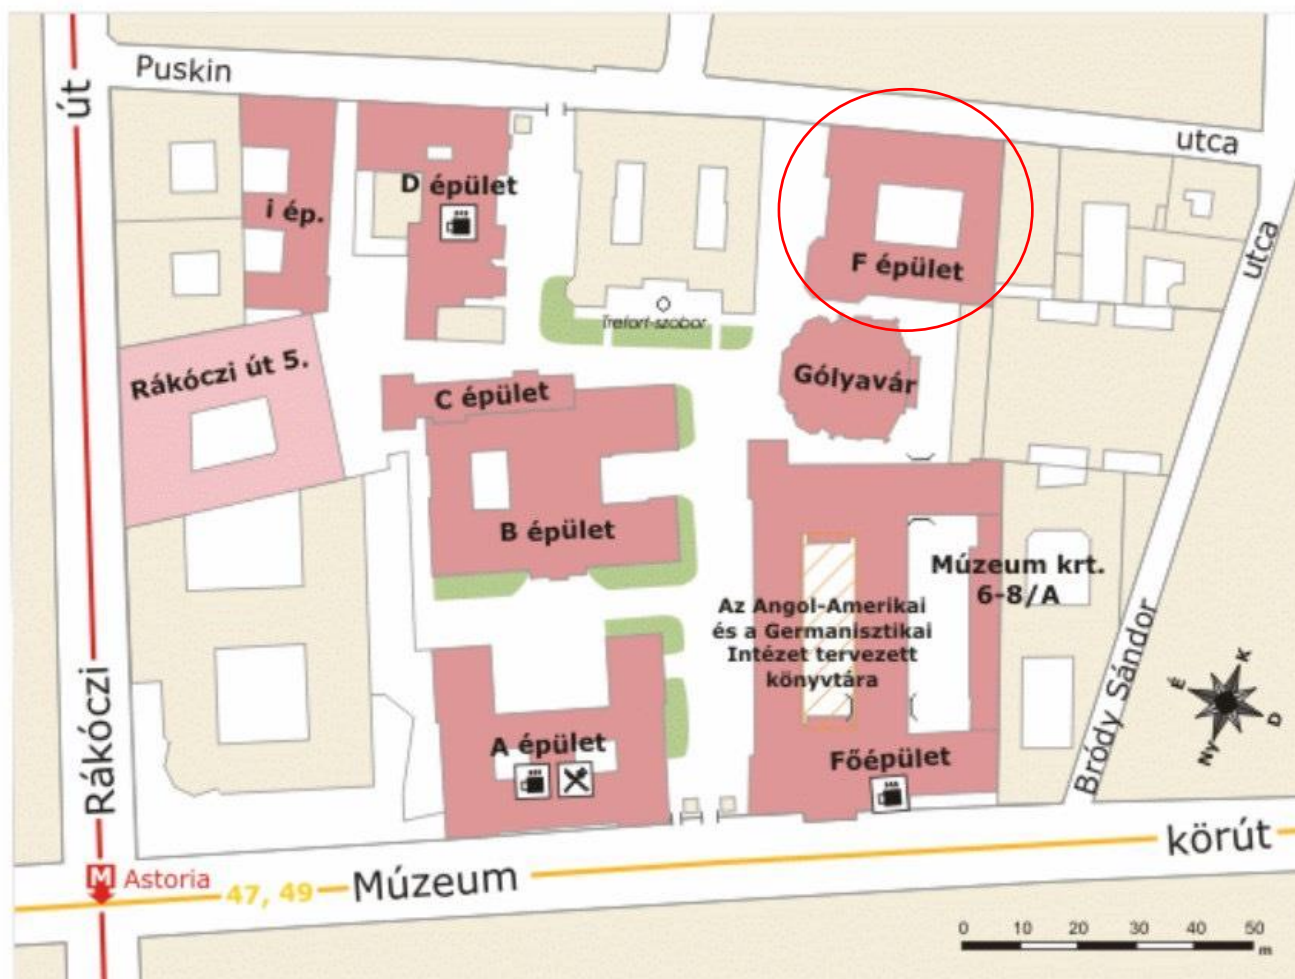 Puskin
utca
út
D épület
i ép.
F épület
utca
Trefort-szobor
Rákóczi út 5.
C épület
Gólyavár
B épület
Múzeum krt.
6-8/A
Az Angol-Amerikai
és a Germanisztikai
Intézet tervezett
könyvtára
Bródy Sándor
É
K
Ny
D
Rákóczi
A épület
Főépület
M Astoria
47, 49
Múzeum
körút
0 10 20 30 40 50
m